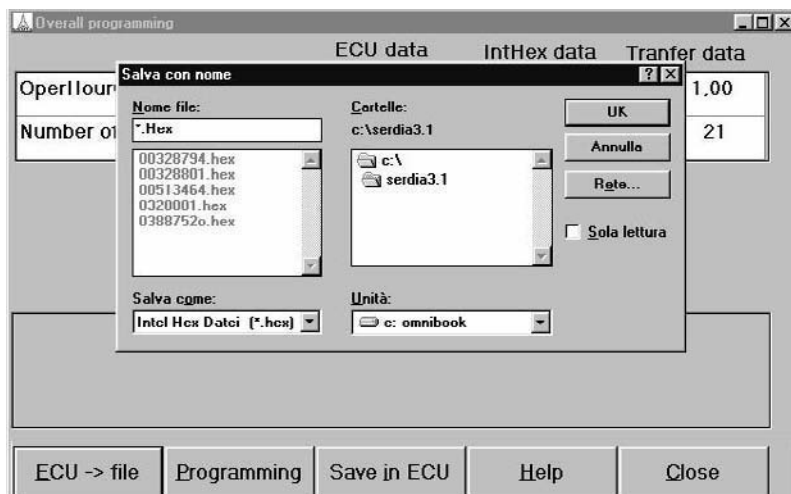 Overall programming
ECU data IntHex data Tranfer data
Salva con nome
Nome file:
Cartelle:
*.Hex
c:\serdia3.1
00328794.hex
00328801.hex
00513464.hex
0320001.hex
0388752o.hex
c:\
serdia3.1
UK
Annulla
Rete...
Sola lettura
Salva come:
Unità:
Intel Hex Datei (*.hex)
c: omnibook
OperHour
1,00
Number of
21
ECU -> file Programming Save in ECU Help Close